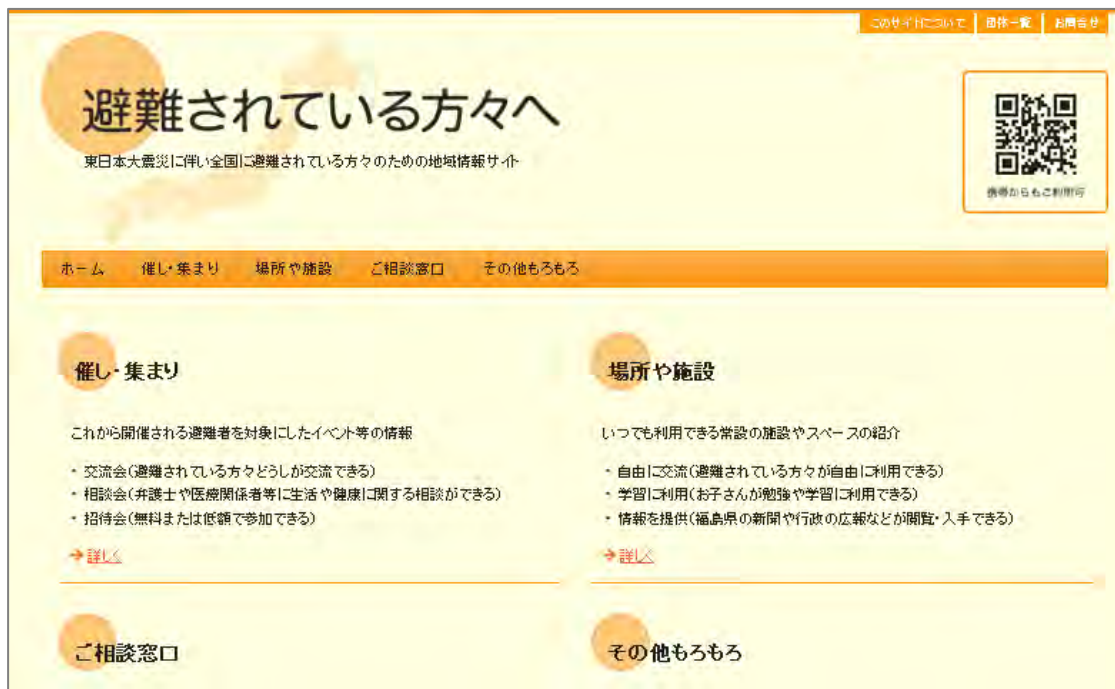 このサイトについて 団体一覧 お問合せ
避難されている方々へ
東日本大震災に伴い全国に避難されている方々のための地域情報サイト
携帯からもご利用可
ホーム 催し・集まり 場所や施設 ご相談窓口 その他もろもろ
催し・集まり
これから開催される避難者を対象にしたイベント等の情報
・ 交流会(避難されている方々どうしが交流できる)
・ 相談会(弁護士や医療関係者等に生活や健康に関する相談ができる)
・ 招待会(無料または低額で参加できる)
→詳しく
場所や施設
いつでも利用できる常設の施設やスペースの紹介
・ 自由に交流(避難されている方々が自由に利用できる)
・ 学習に利用(お子さんが勉強や学習に利用できる)
・ 情報を提供(福島県の新聞や行政の広報などが閲覧・入手できる)
→詳しく
ご相談窓口
その他もろもろ